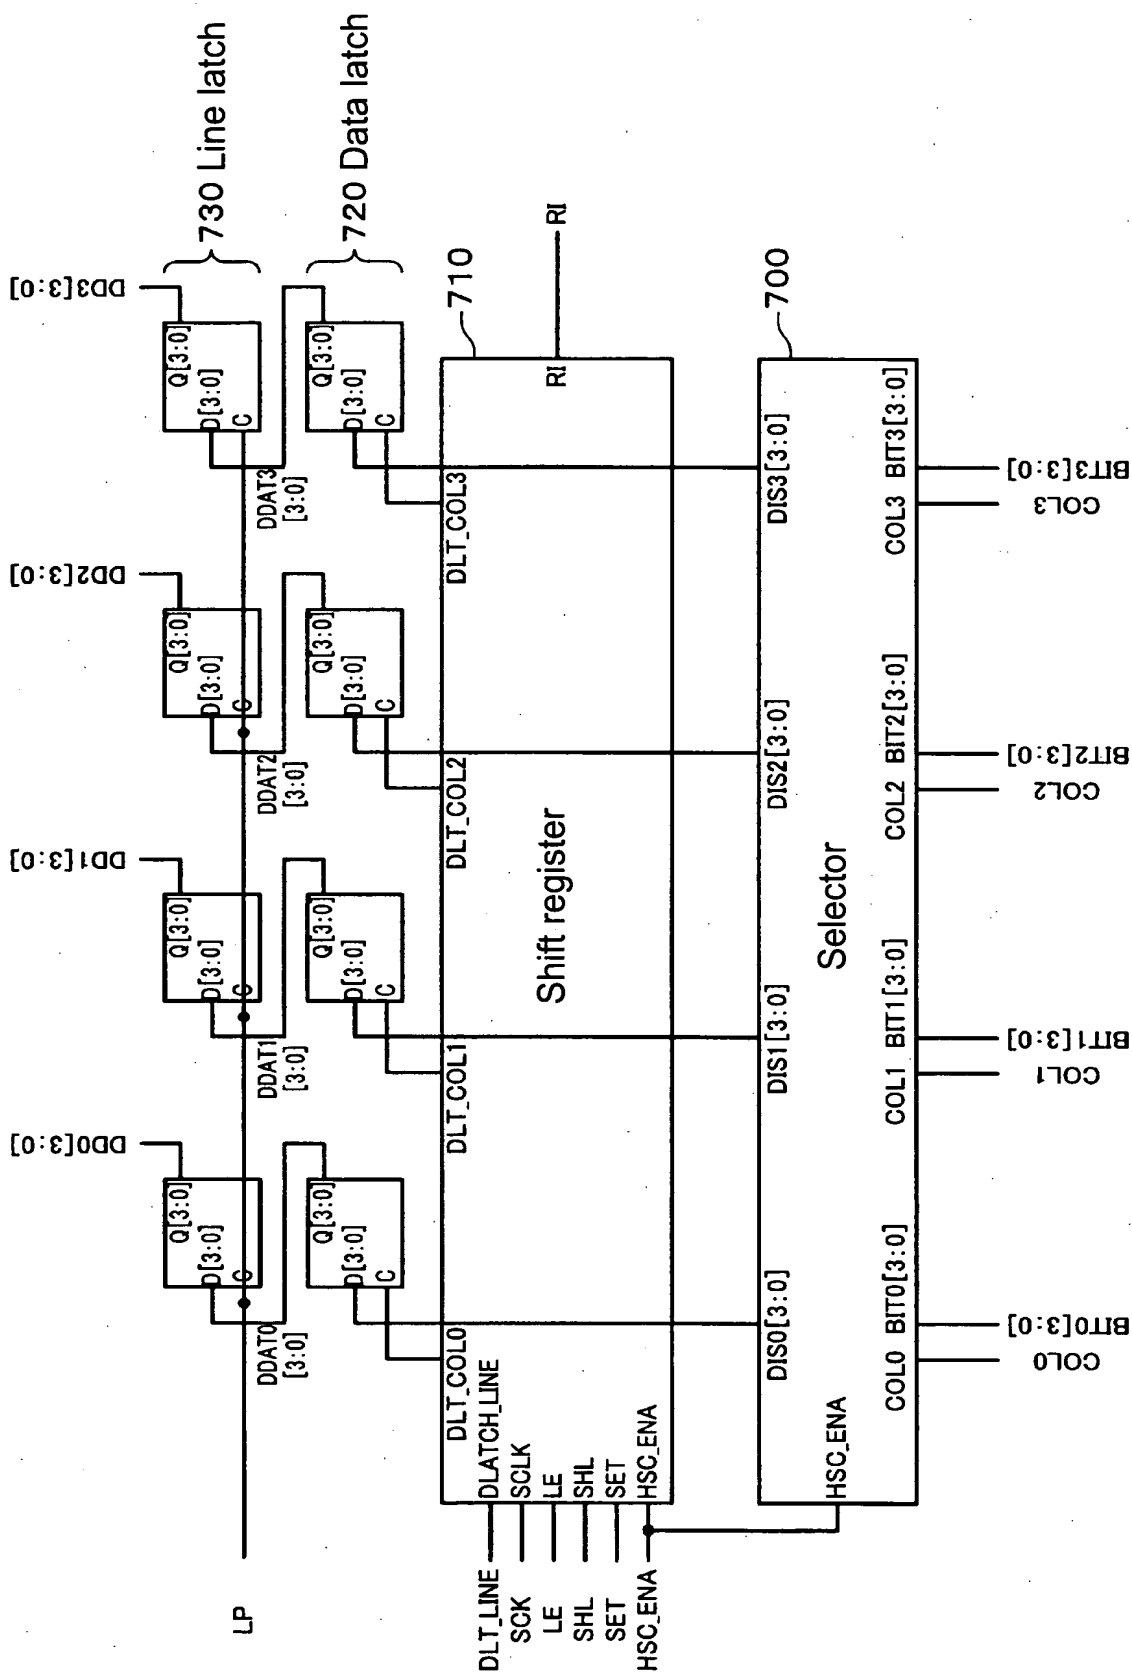 DD0[3:0]
DD1[3:0]
DD2[3:0]
DD3[3:0]
Q[3:0]
D[3:0]
C
Q[3:0]
D[3:0]
C
Q[3:0]
D[3:0]
C
Q[3:0]
D[3:0]
C
730 Line latch
LP
DDAT0
[3:0]
DDAT1
[3:0]
DDAT2
[3:0]
DDAT3
[3:0]
Q[3:0]
D[3:0]
C
Q[3:0]
D[3:0]
C
Q[3:0]
D[3:0]
C
Q[3:0]
D[3:0]
C
720 Data latch
DLT_COL0
DLT_COL1
DLT_COL2
DLT_COL3
710
DLT_LINE
DLATCH_LINE
SCK
SCLK
LE
LE
SHL
SHL
SET
SET
HSC_ENA
HSC_ENA
Shift register
RI
RI
700
DIS0[3:0]
DIS1[3:0]
DIS2[3:0]
DIS3[3:0]
HSC_ENA
Selector
COL0
BIT0[3:0]
COL1
BIT1[3:0]
COL2
BIT2[3:0]
COL3
BIT3[3:0]
COL0
BIT0[3:0]
COL1
BIT1[3:0]
COL2
BIT2[3:0]
COL3
BIT3[3:0]